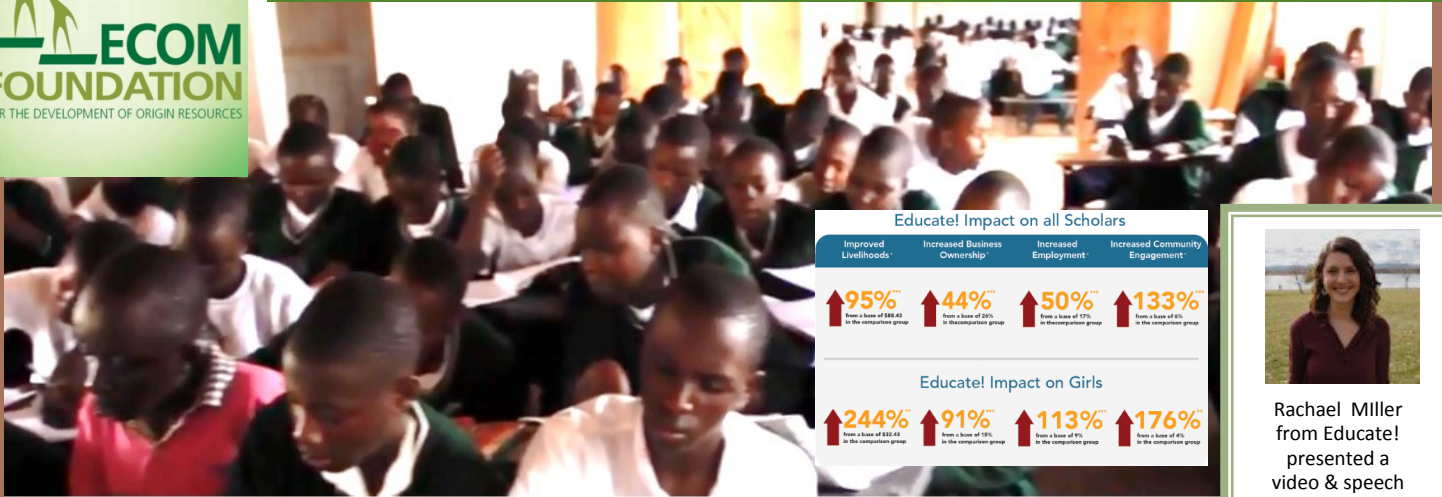 ECOM
FOUNDATION
R THE DEVELOPMENT OF ORIGIN RESOURCES
Educate! Impact on all Scholars
Improved Livelihoods*
Increased Business Ownership*
Increased Employment*
Increased Community Engagement*
95%***
from a base of $88.43
in the comparison group
44%***
from a base of 26%
in thecomparison group
50%***
from a base of 17%
in thecomparison group
133%***
from a base of 6%
in the comparison group
Educate! Impact on Girls
244%**
from a base of $32.43
in the comparison group
91%***
from a base of 15%
in the comparison group
113%***
from a base of 9%
in the comparison group
176%**
from a base of 4%
in the comparison group
Rachael MIller
from Educate!
presented a
video & speech